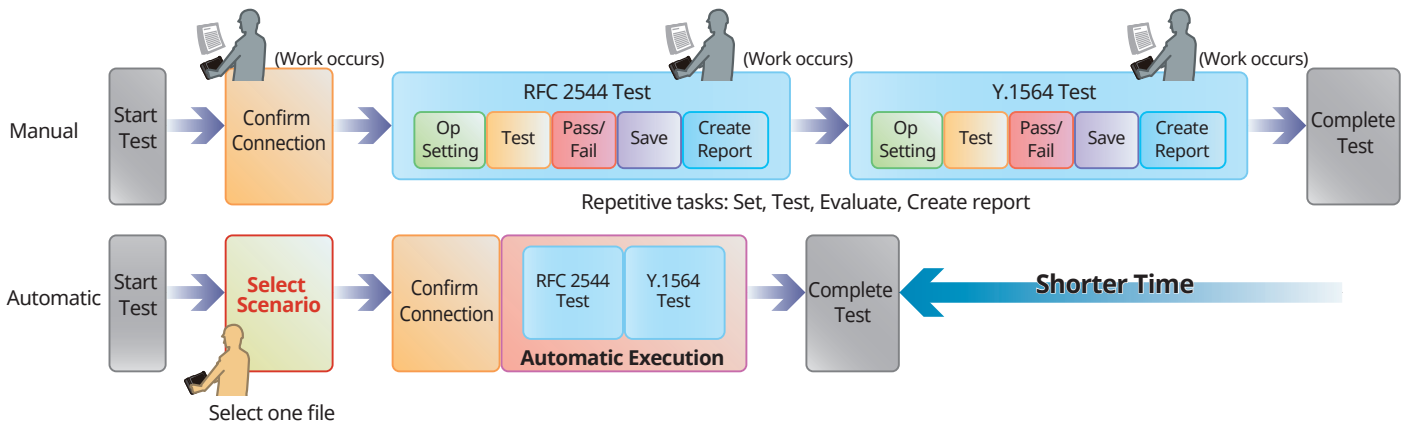 (Work occurs)
(Work occurs)
(Work occurs)
Manual
Start
Test
Confirm
Connection
RFC 2544 Test
Op
Setting
Test
Pass/
Fail
Save
Create
Report
Y.1564 Test
Op
Setting
Test
Pass/
Fail
Save
Create
Report
Complete
Test
Repetitive tasks: Set, Test, Evaluate, Create report
Automatic
Start
Test
Select
Scenario
Confirm
Connection
RFC 2544
Test
Y.1564
Test
Automatic Execution
Complete
Test
Shorter Time
Select one file